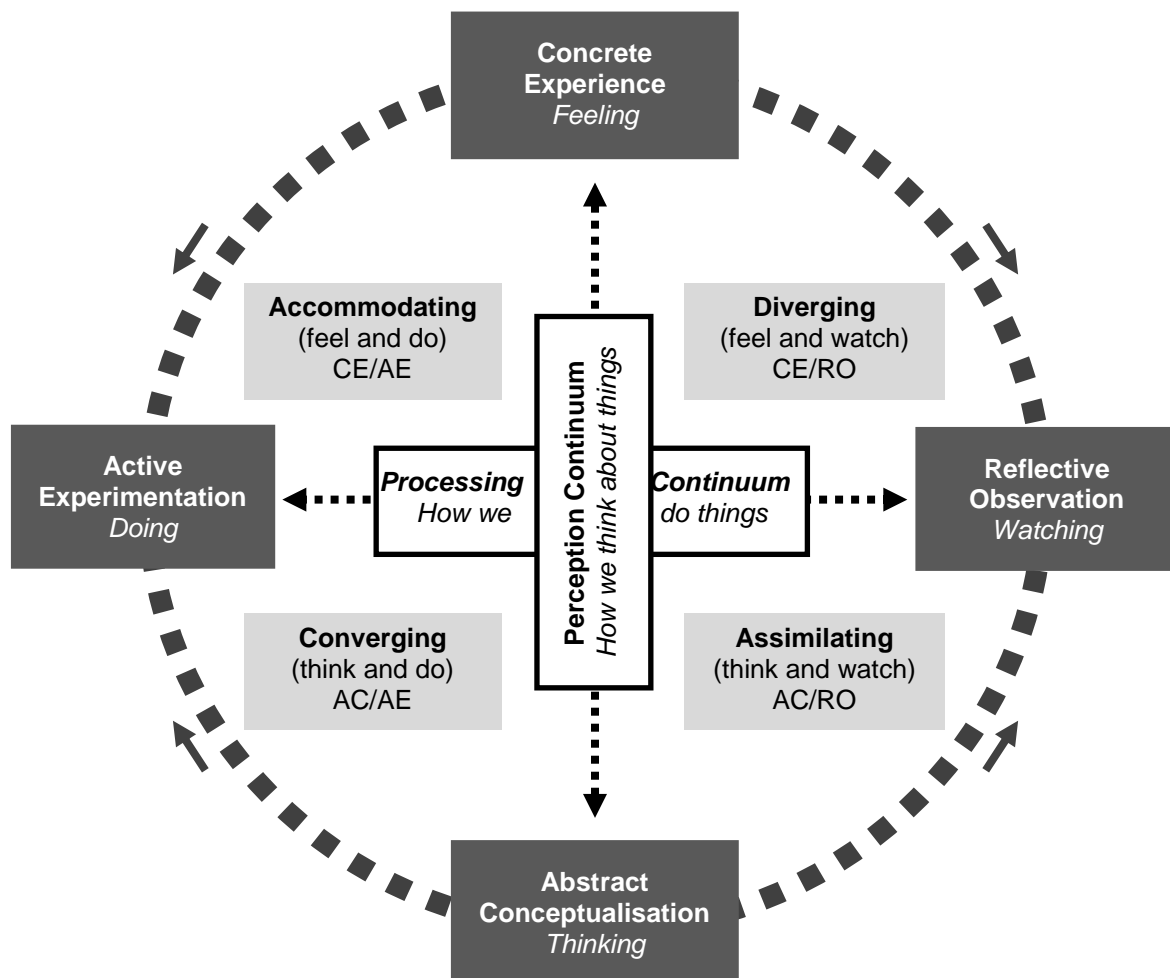 Concrete
Experience
Feeling
Accommodating
(feel and do)
CE/AE
Diverging
(feel and watch)
CE/RO
Active
Experimentation
Doing
Processing
How we
Perception Continuum
How we think about things
Continuum
do things
Reflective
Observation
Watching
Converging
(think and do)
AC/AE
Assimilating
(think and watch)
AC/RO
Abstract
Conceptualisation
Thinking